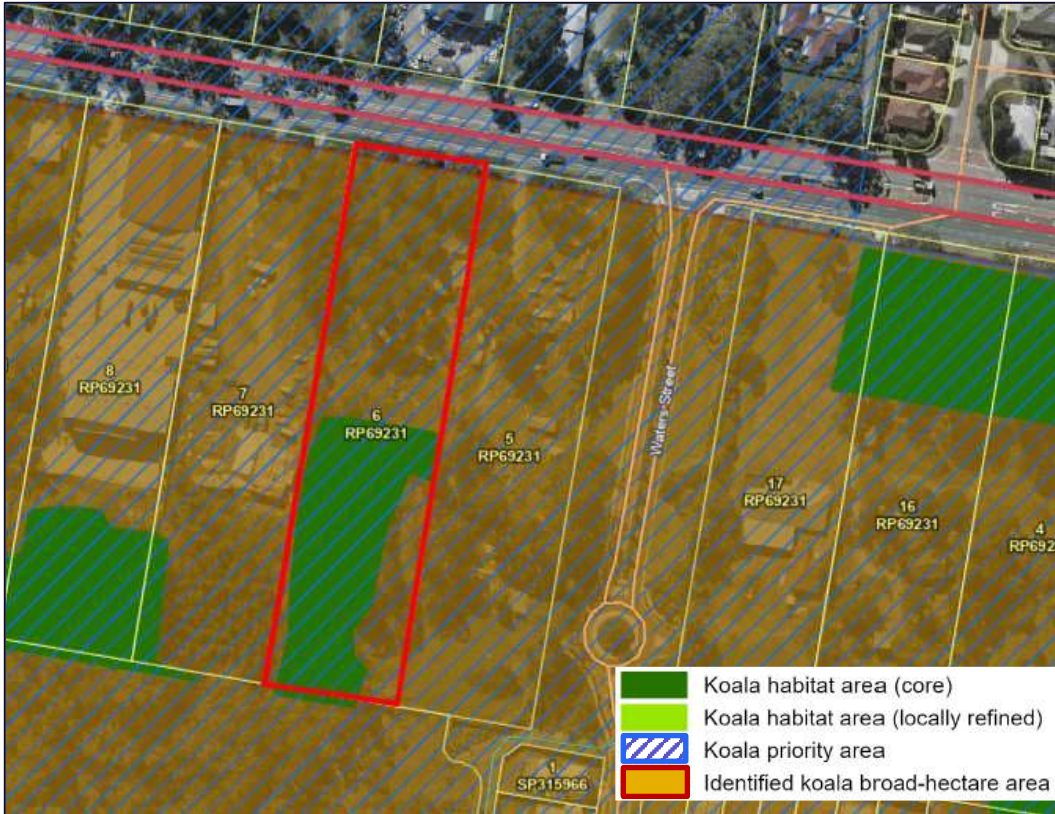 8
RP69231
7
RP69231
6
RP69231
5
RP69231
Waters Street
17
RP69231
16
RP69231
4
RP692
1
SP315966
Koala habitat area (core)
Koala habitat area (locally refined)
Koala priority area
Identified koala broad-hectare area